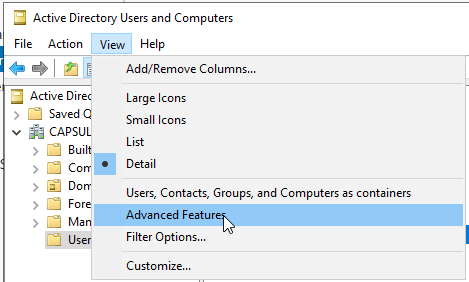 Active Directory Users and Computers
File Action View Help
Add/Remove Columns...
Active Directory
Large Icons
Saved Q
Small Icons
CAPSUL
List
Built
Com
Detail
Dom
Users, Contacts, Groups, and Computers as containers
Fore
Advanced Features
Man
Filter Options...
User
Customize...